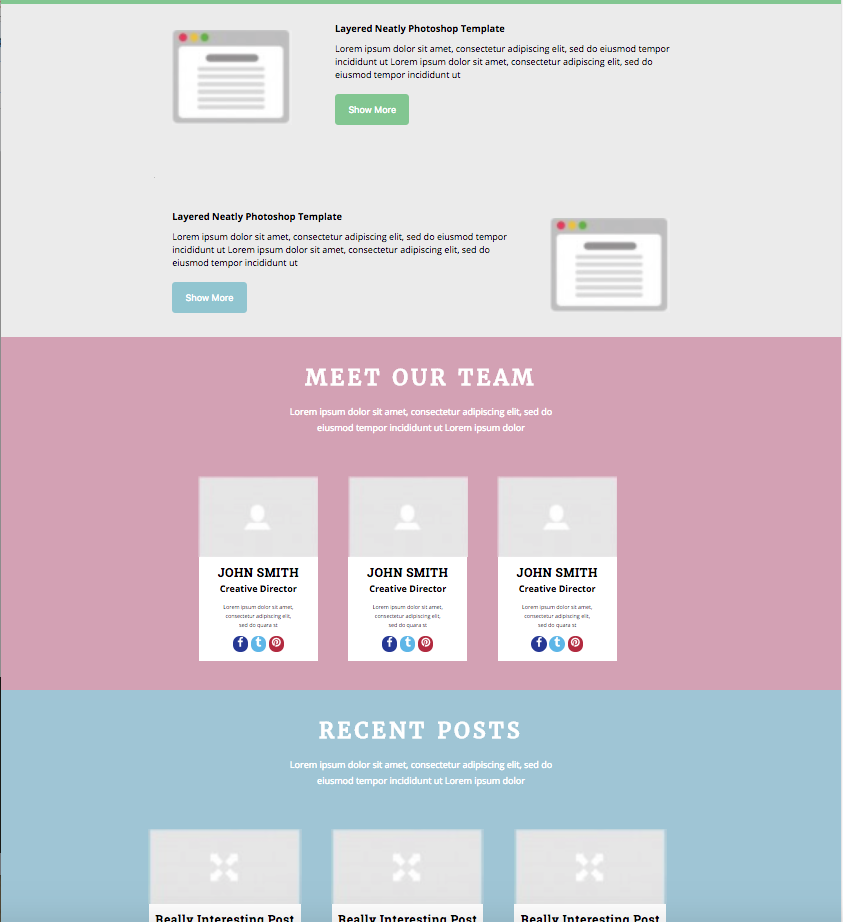 Layered Neatly Photoshop Template
Lorem ipsum dolor sit amet, consectetur adipiscing elit, sed do eiusmod tempor
incididunt ut Lorem ipsum dolor sit amet, consectetur adipiscing elit, sed do
eiusmod tempor incididunt ut
Show More
Layered Neatly Photoshop Template
Lorem ipsum dolor sit amet, consectetur adipiscing elit, sed do eiusmod tempor
incididunt ut Lorem ipsum dolor sit amet, consectetur adipiscing elit, sed do
eiusmod tempor incididunt ut
Show More
MEET OUR TEAM
Lorem ipsum dolor sit amet, consectetur adipiscing elit, sed do
eiusmod tempor incididunt ut Lorem ipsum dolor
JOHN SMITH
Creative Director
Lorem ipsum dolor sit amet,
consectetur adipiscing elit,
sed do quara st
JOHN SMITH
Creative Director
Lorem ipsum dolor sit amet,
consectetur adipiscing elit,
sed do quara st
JOHN SMITH
Creative Director
Lorem ipsum dolor sit amet,
consectetur adipiscing elit,
sed do quara st
RECENT POSTS
Lorem ipsum dolor sit amet, consectetur adipiscing elit, sed do
eiusmod tempor incididunt ut Lorem ipsum dolor
Really Interesting Post
Really Interesting Post
Really Interesting Post